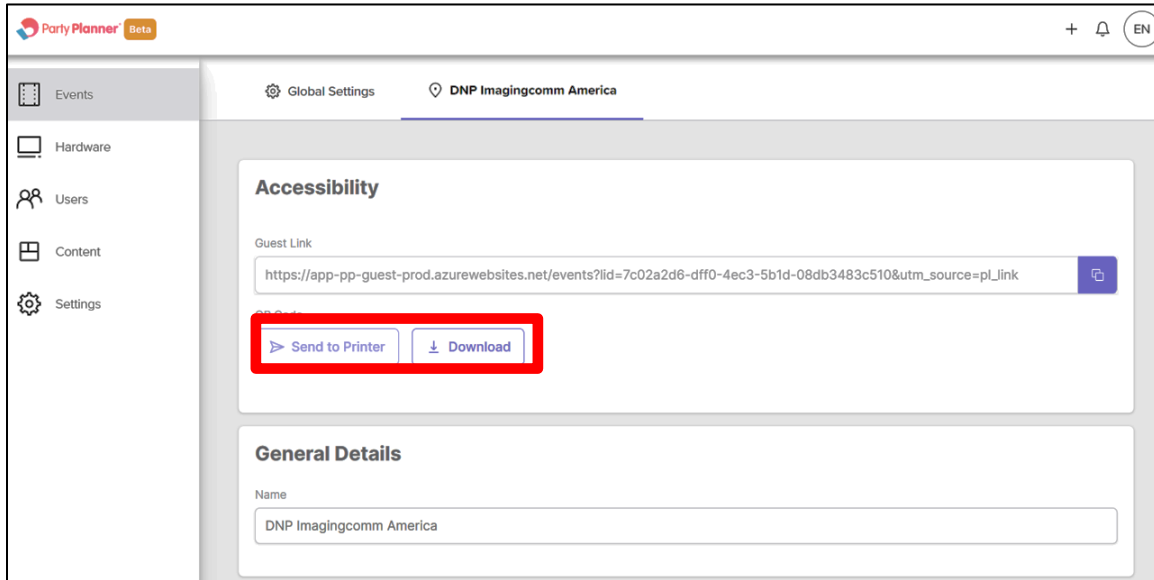 Party Planner Beta
EN
Events
Hardware
Users
Content
Settings
Global Settings
DNP Imagingcomm America
Accessibility
Guest Link
https://app-pp-guest-prod.azurewebsites.net/events?lid=7c02a2d6-dff0-4ec3-5b1d-08db3483c510&utm_source=pl_link
QR Code
Send to Printer
Download
General Details
Name
DNP Imagingcomm America